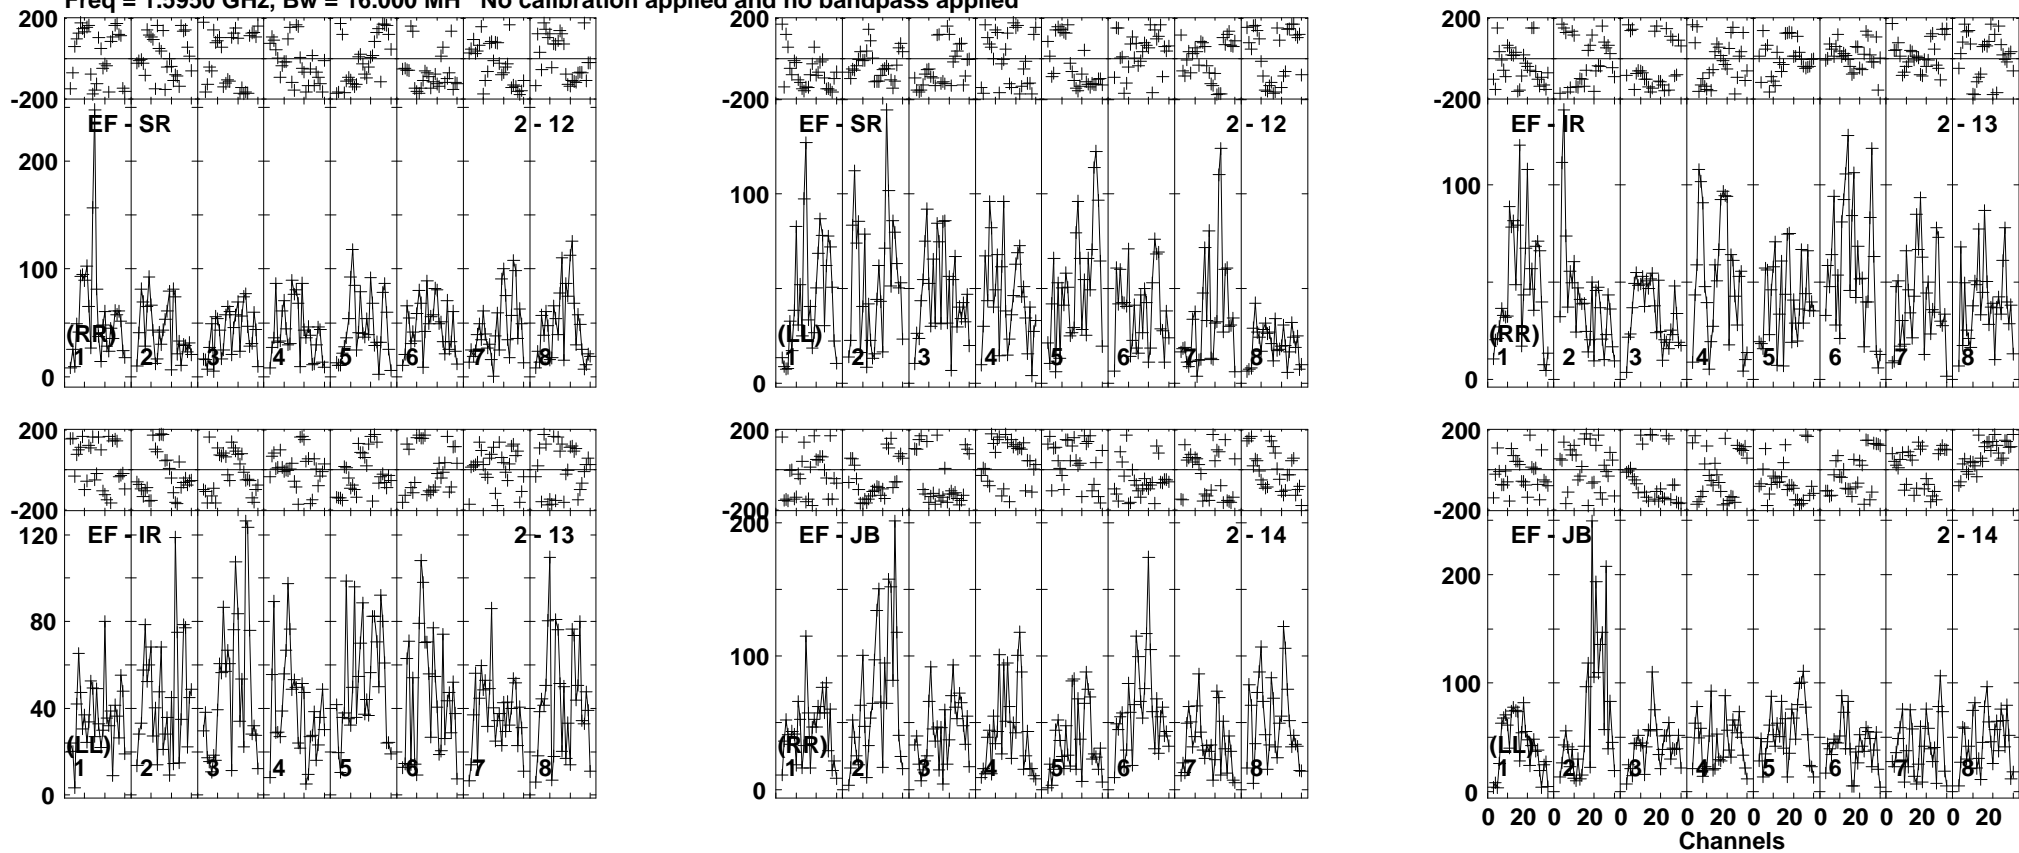 Freq = 1.5950 GHz, Bw = 16.000 MH No calibration applied and no bandpass applied
200
-200
EF - SR 2 - 12
200
100
0
(RR)
1 2 3 4 5 6 7 8
200
-200
EF - SR 2 - 12
100
0
(LL)
1 2 3 4 5 6 7 8
200
-200
EF - IR 2 - 13
100
0
(RR)
1 2 3 4 5 6 7 8
200
-200
EF - IR 2 - 13
120
80
40
0
(LL)
1 2 3 4 5 6 7 8
200
-200
EF - JB 2 - 14
200
100
0
(RR)
1 2 3 4 5 6 7 8
200
-200
EF - JB 2 - 14
200
100
0
(LL)
1 2 3 4 5 6 7 8
0 20 0 20 0 20 0 20 0 20 0 20 0 20 0 20
Channels